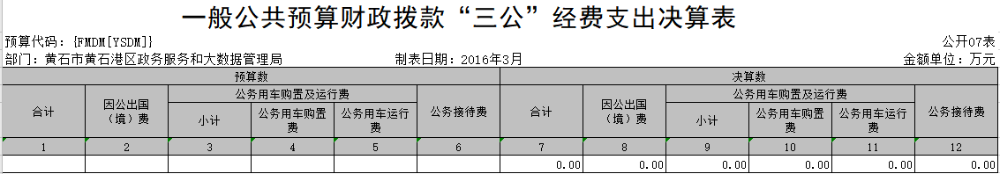 一般公共预算财政拨款“三公”经费支出决算表
预算代码：{FMDM[YSDM]}
公开07表
部门：黄石市黄石港区政务服务和大数据管理局 制表日期：2016年3月 金额单位：万元
预算数 决算数
合计 因公出国（境）费 公务用车购置及运行费 公务接待费 合计 因公出国（境）费 公务用车购置及运行费 公务接待费
小计 公务用车购置费 公务用车运行费 小计 公务用车购置费 公务用车运行费
1 2 3 4 5 6 7 8 9 10 11 12
0.00 0.00 0.00 0.00 0.00 0.00